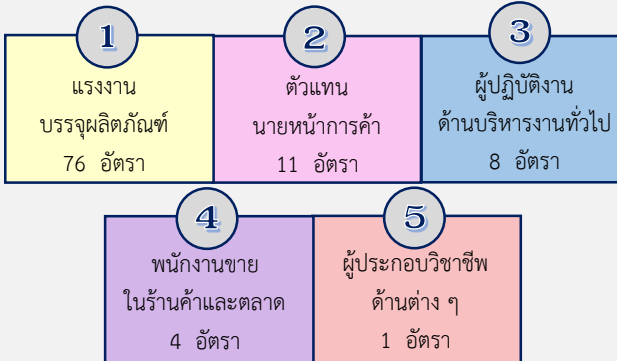 1
แรงงาน
บรรจุผลิตภัณฑ์
76 อัตรา
2
ตัวแทน
นายหน้าการค้า
11 อัตรา
3
ผู้ปฏิบัติงาน
ด้านบริหารงานทั่วไป
8 อัตรา
4
พนักงานขาย
ในร้านค้าและตลาด
4 อัตรา
5
ผู้ประกอบวิชาชีพ
ด้านต่าง ๆ
1 อัตรา